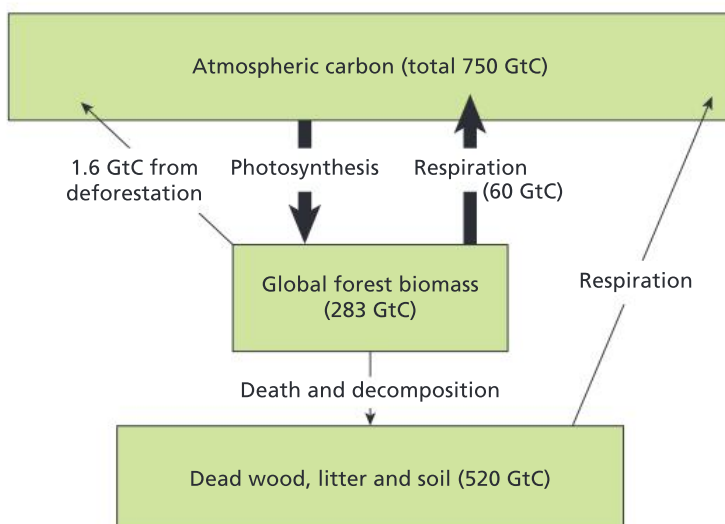 Atmospheric carbon (total 750 GtC)
1.6 GtC from
deforestation
Photosynthesis
Respiration
(60 GtC)
Global forest biomass
(283 GtC)
Respiration
Death and decomposition
Dead wood, litter and soil (520 GtC)